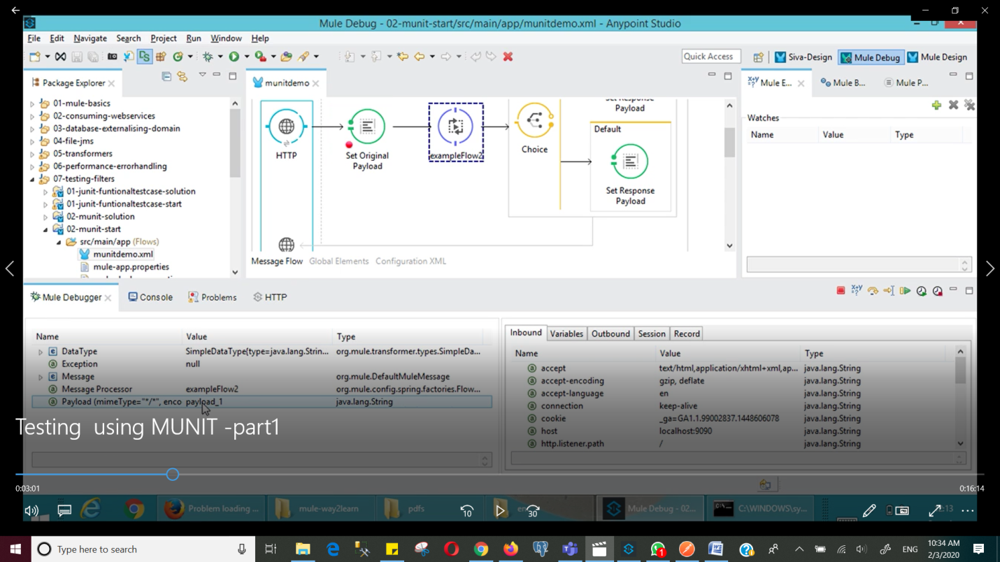 Mule Debug - 02-munit-start/src/main/app/munitdemo.xml - Anypoint Studio
File Edit Navigate Search Project Run Window Help
Quick Access Siva-Design Mule Debug Mule Design
Package Explorer
munitdemo
Mule E... Mule B... Mule P...
01-mule-basics
02-consuming-webservices
03-database-externalising-domain
04-file-jms
05-transformers
06-performance-errorhandling
07-testing-filters
01-junit-funtionaltestcase-solution
01-junit-funtionaltestcase-start
02-munit-solution
02-munit-start
src/main/app (Flows)
munitdemo.xml
mule-app.properties
HTTP
Set Original
Payload
exampleFlow2
Choice
Payload
Default
Set Response
Payload
Message Flow Global Elements Configuration XML
Watches
Name Value Type
Mule Debugger Console Problems HTTP
Name Value Type
DataType SimpleDataType{type=java.lang.Strin... org.mule.transformer.types.SimpleDa...
Exception null
Message org.mule.DefaultMuleMessage
Message Processor exampleFlow2 org.mule.config.spring.factories.Flow...
Payload (mimeType="*/*", enco payload_1 java.lang.String
Inbound Variables Outbound Session Record
Name Value Type
accept text/html,application/xhtml+xml,ap... java.lang.String
accept-encoding gzip, deflate java.lang.String
accept-language en java.lang.String
connection keep-alive java.lang.String
cookie _ga=GA1.1.99002837.1448606078 java.lang.String
host localhost:9090 java.lang.String
http.listener.path / java.lang.String
Testing using MUNIT -part1
0:03:01 0:16:14
Problem loading ... mule-way2learn pdfs Mule Debug - 02... C:\WINDOWS\sy...
10 30
Type here to search
1
ENG
10:34 AM
2/3/2020